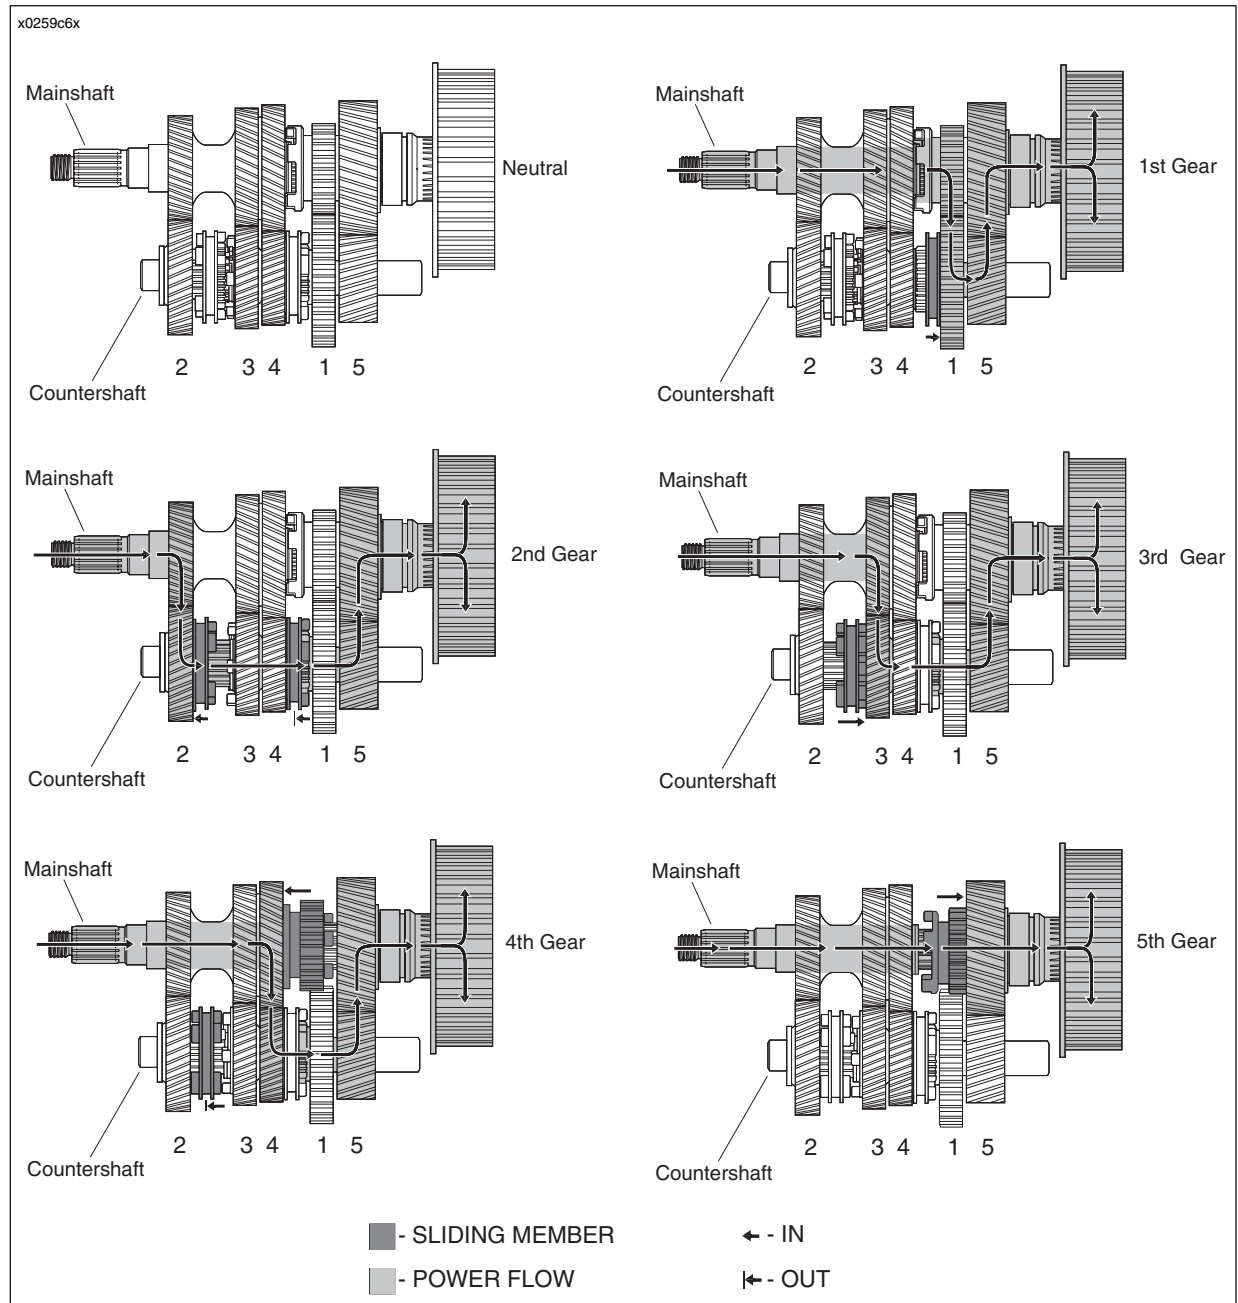 x0259c6x
Mainshaft
Neutral
Countershaft
2 3 4 1 5
Mainshaft
1st Gear
Countershaft
2 3 4 1 5
Mainshaft
2nd Gear
Countershaft
2 3 4 1 5
Mainshaft
3rd Gear
Countershaft
2 3 4 1 5
Mainshaft
4th Gear
Countershaft
2 3 4 1 5
Mainshaft
5th Gear
Countershaft
2 3 4 1 5
- SLIDING MEMBER
- IN
- POWER FLOW
- OUT